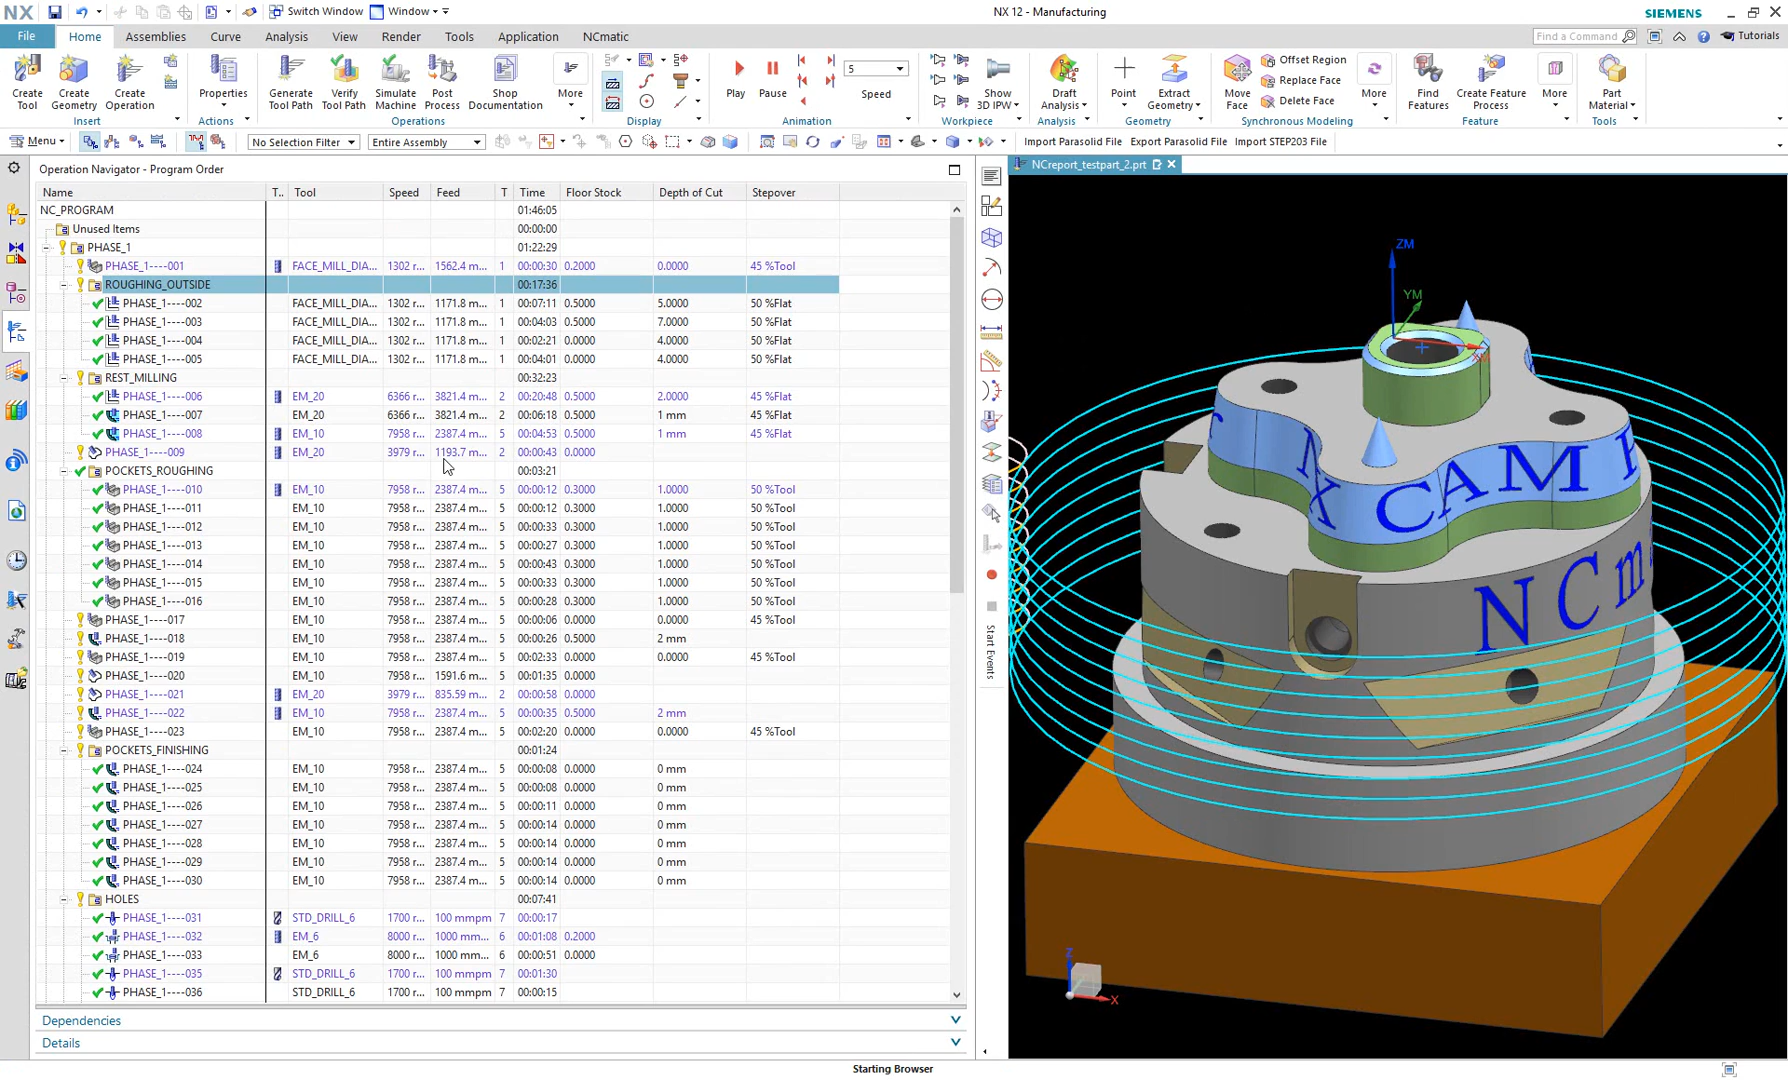 NX Switch Window Window NX 12 - Manufacturing SIEMENS
File Home Assemblies Curve Analysis View Render Tools Application NCmatic Find a Command Tutorials
Create Tool Create Geometry Create Operation Properties Generate Tool Path Verify Tool Path Simulate Machine Post Process Shop Documentation More Play Pause 5 Speed Show 3D IPW Draft Analysis Point Extract Geometry Move Face Offset Region Replace Face Delete Face More Find Features Create Feature Process More Part Material
Insert Actions Operations Display Animation Workpiece Analysis Geometry Synchronous Modeling Feature Tools
Menu No Selection Filter Entire Assembly Import Parasolid File Export Parasolid File Import STEP203 File
Operation Navigator - Program Order NCreport_testpart_2.prt
Name T.. Tool Speed Feed T Time Floor Stock Depth of Cut Stepover
NC_PROGRAM 01:46:05
Unused Items 00:00:00
PHASE_1 01:22:29
PHASE_1----001 FACE_MILL_DIA... 1302 r... 1562.4 m... 1 00:00:30 0.2000 0.0000 45 %Tool
ROUGHING_OUTSIDE 00:17:36
PHASE_1----002 FACE_MILL_DIA... 1302 r... 1171.8 m... 1 00:07:11 0.5000 5.0000 50 %Flat
PHASE_1----003 FACE_MILL_DIA... 1302 r... 1171.8 m... 1 00:04:03 0.5000 7.0000 50 %Flat
PHASE_1----004 FACE_MILL_DIA... 1302 r... 1171.8 m... 1 00:02:21 0.5000 4.0000 50 %Flat
PHASE_1----005 FACE_MILL_DIA... 1302 r... 1171.8 m... 1 00:04:01 0.5000 4.0000 50 %Flat
REST_MILLING 00:32:23
PHASE_1----006 EM_20 6366 r... 3821.4 m... 2 00:20:48 0.5000 2.0000 45 %Flat
PHASE_1----007 EM_20 6366 r... 3821.4 m... 2 00:06:18 0.5000 1 mm 45 %Flat
PHASE_1----008 EM_10 7958 r... 2387.4 m... 5 00:04:53 0.5000 1 mm 45 %Flat
PHASE_1----009 EM_20 3979 r... 1193.7 m... 2 00:00:43 0.0000
POCKETS_ROUGHING 00:03:21
PHASE_1----010 EM_10 7958 r... 2387.4 m... 5 00:00:12 0.3000 1.0000 50 %Tool
PHASE_1----011 EM_10 7958 r... 2387.4 m... 5 00:00:12 0.3000 1.0000 50 %Tool
PHASE_1----012 EM_10 7958 r... 2387.4 m... 5 00:00:33 0.3000 1.0000 50 %Tool
PHASE_1----013 EM_10 7958 r... 2387.4 m... 5 00:00:27 0.3000 1.0000 50 %Tool
PHASE_1----014 EM_10 7958 r... 2387.4 m... 5 00:00:43 0.3000 1.0000 50 %Tool
PHASE_1----015 EM_10 7958 r... 2387.4 m... 5 00:00:33 0.3000 1.0000 50 %Tool
PHASE_1----016 EM_10 7958 r... 2387.4 m... 5 00:00:28 0.3000 1.0000 50 %Tool
PHASE_1----017 EM_10 7958 r... 2387.4 m... 5 00:00:06 0.0000 0.0000 45 %Tool
PHASE_1----018 EM_10 7958 r... 2387.4 m... 5 00:00:26 0.5000 2 mm
PHASE_1----019 EM_10 7958 r... 2387.4 m... 5 00:02:33 0.0000 0.0000 45 %Tool
PHASE_1----020 EM_10 7958 r... 1591.6 m... 5 00:01:35 0.0000
PHASE_1----021 EM_20 3979 r... 835.59 m... 2 00:00:58 0.0000
PHASE_1----022 EM_10 7958 r... 2387.4 m... 5 00:00:35 0.5000 2 mm
PHASE_1----023 EM_10 7958 r... 2387.4 m... 5 00:02:20 0.0000 0.0000 45 %Tool
POCKETS_FINISHING 00:01:24
PHASE_1----024 EM_10 7958 r... 2387.4 m... 5 00:00:08 0.0000 0 mm
PHASE_1----025 EM_10 7958 r... 2387.4 m... 5 00:00:08 0.0000 0 mm
PHASE_1----026 EM_10 7958 r... 2387.4 m... 5 00:00:11 0.0000 0 mm
PHASE_1----027 EM_10 7958 r... 2387.4 m... 5 00:00:14 0.0000 0 mm
PHASE_1----028 EM_10 7958 r... 2387.4 m... 5 00:00:14 0.0000 0 mm
PHASE_1----029 EM_10 7958 r... 2387.4 m... 5 00:00:14 0.0000 0 mm
PHASE_1----030 EM_10 7958 r... 2387.4 m... 5 00:00:14 0.0000 0 mm
HOLES 00:07:41
PHASE_1----031 STD_DRILL_6 1700 r... 100 mmpm 7 00:00:17
PHASE_1----032 EM_6 8000 r... 1000 mm... 6 00:01:08 0.2000
PHASE_1----033 EM_6 8000 r... 1000 mm... 6 00:00:51 0.0000
PHASE_1----035 STD_DRILL_6 1700 r... 100 mmpm 7 00:01:30
PHASE_1----036 STD_DRILL_6 1700 r... 100 mmpm 7 00:00:15
Dependencies
Details
Start Events
ZM
YM
NX CAM
NCm
Z
X
Starting Browser